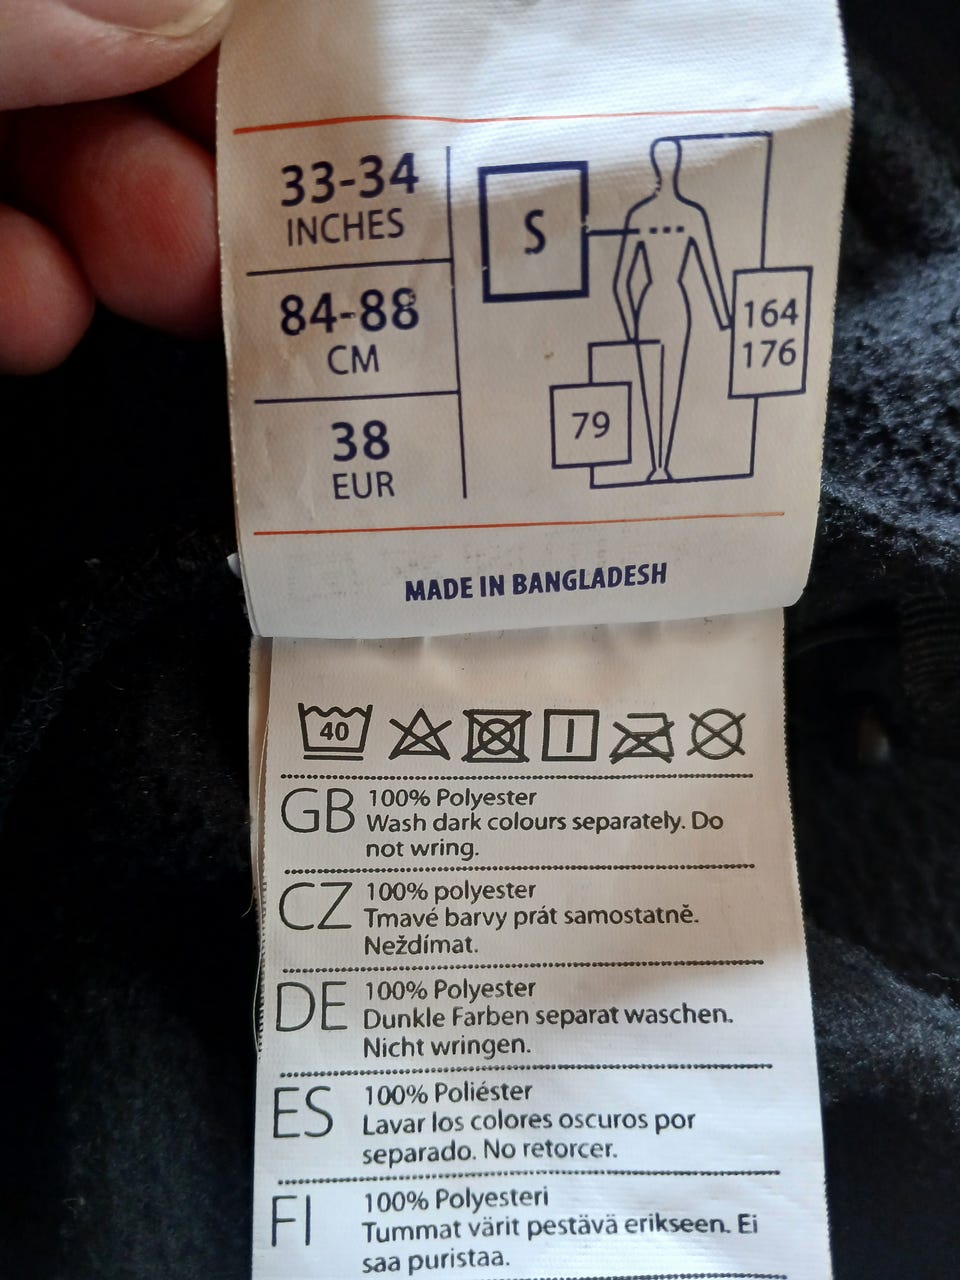 33-34
INCHES
84-88
CM
38
EUR
S
164
176
79
MADE IN BANGLADESH
40
GB 100% Polyester
Wash dark colours separately. Do
not wring.
CZ 100% polyester
Tmavé barvy prát samostatně.
Neždímat.
DE 100% Polyester
Dunkle Farben separat waschen.
Nicht wringen.
ES 100% Poliéster
Lavar los colores oscuros por
separado. No retorcer.
FI 100% Polyesteri
Tummat värit pestävä erikseen. Ei
saa puristaa.